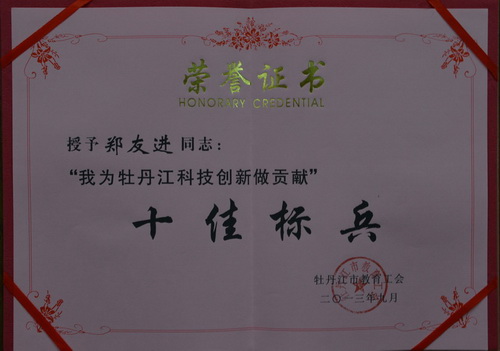 荣誉证书
HONORARY CREDENTIAL
授予 郑友进 同志：
“我为牡丹江科技创新做贡献”
十佳标兵
牡丹江市教育工会
二〇一三年九月